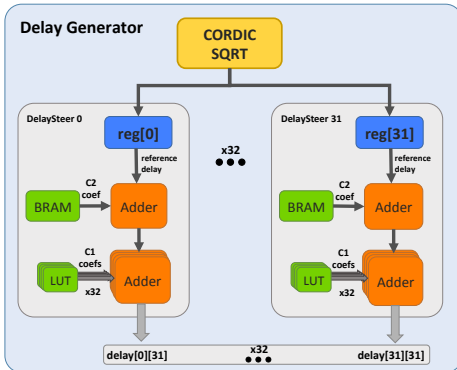 Delay Generator
CORDIC
SQRT
DelaySteer 0
reg[0]
reference
delay
C2
coef
BRAM
Adder
C1
coefs
LUT
x32
Adder
x32
DelaySteer 31
reg[31]
reference
delay
C2
coef
BRAM
Adder
C1
coefs
LUT
x32
Adder
delay[0][31]
x32
delay[31][31]